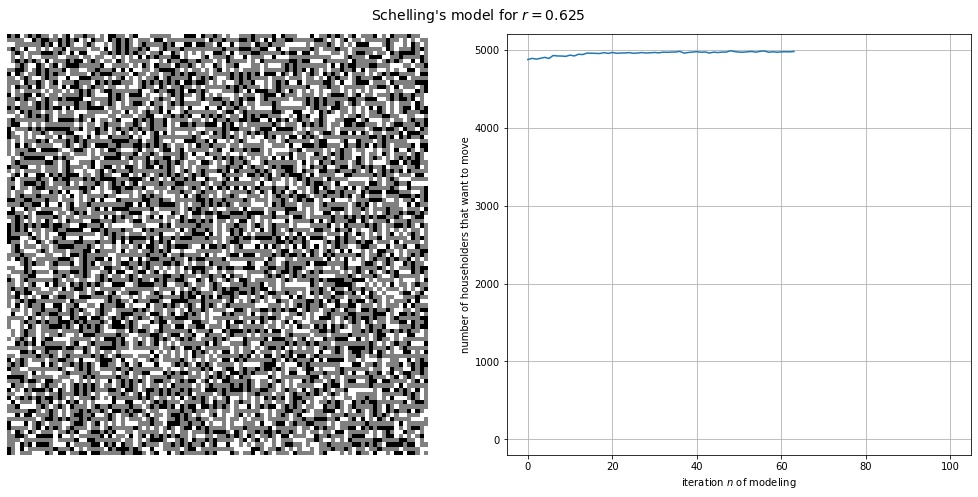 Schelling's model for r = 0.625
number of householders that want to move
5000
4000
3000
2000
1000
0
0 20 40 60 80 100
iteration n of modeling